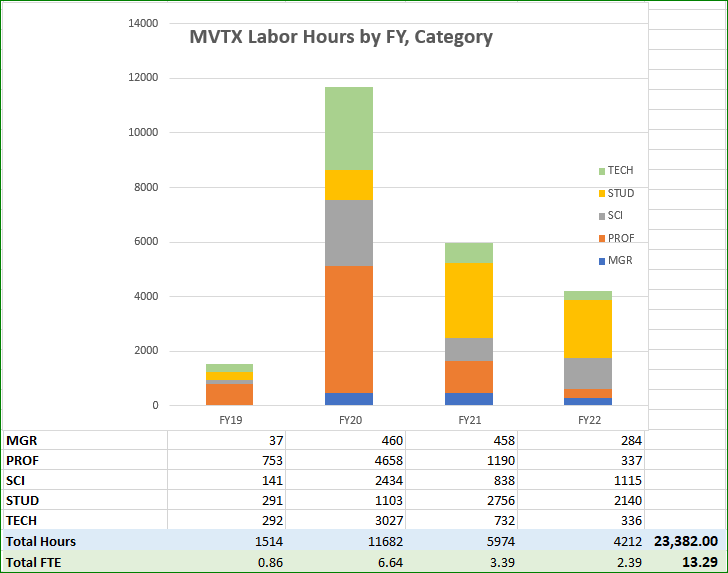 MVTX Labor Hours by FY, Category
14000
12000
10000
8000
6000
4000
2000
0
TECH
STUD
SCI
PROF
MGR
FY19 FY20 FY21 FY22
MGR 37 460 458 284
PROF 753 4658 1190 337
SCI 141 2434 838 1115
STUD 291 1103 2756 2140
TECH 292 3027 732 336
Total Hours 1514 11682 5974 4212 23,382.00
Total FTE 0.86 6.64 3.39 2.39 13.29